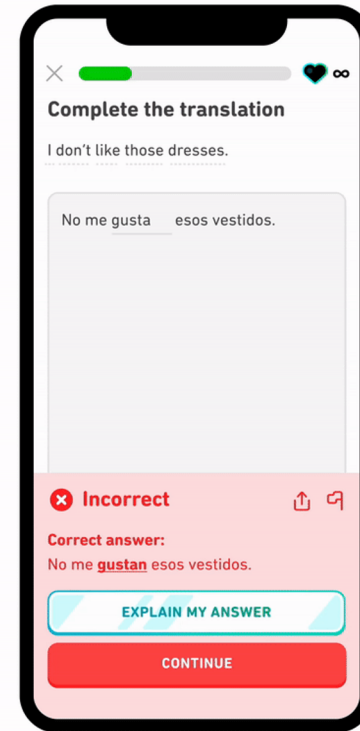 ∞
Complete the translation
I don't like those dresses.
No me gusta esos vestidos.
Incorrect
Correct answer:
No me gustan esos vestidos.
EXPLAIN MY ANSWER
CONTINUE